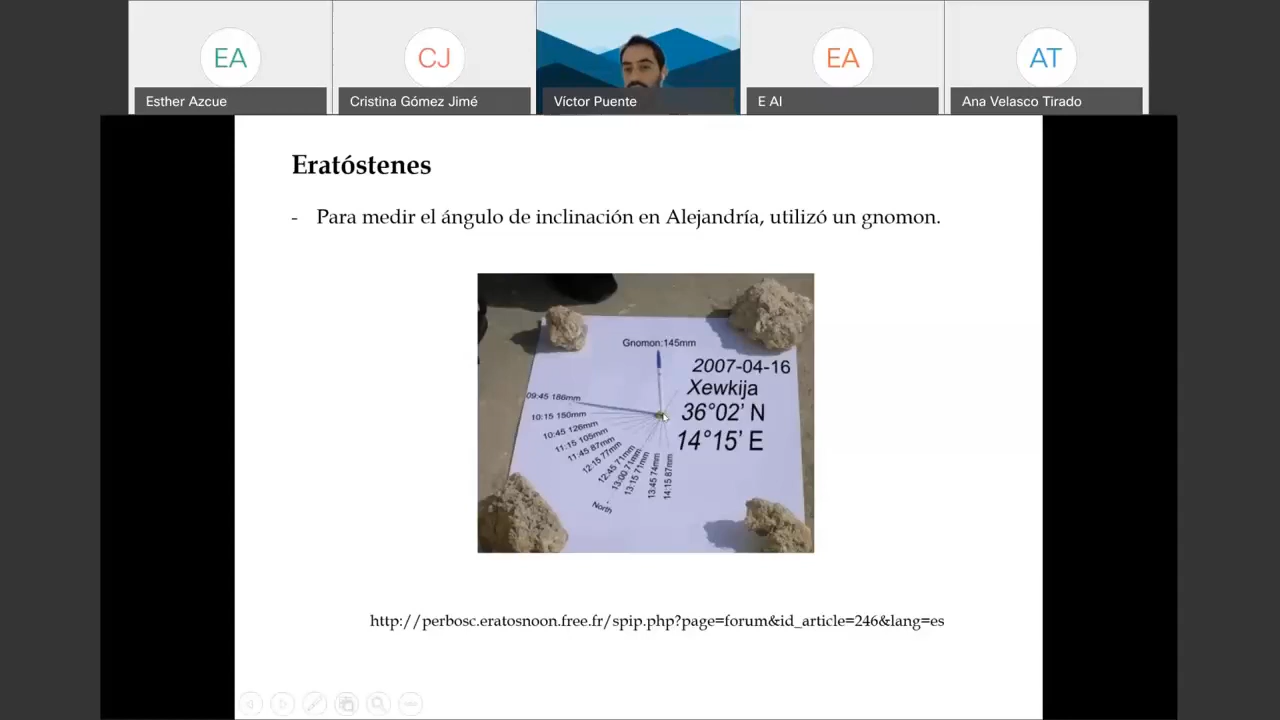 EA
CJ
EA
AT
Esther Azcue
Cristina Gómez Jimé
Víctor Puente
E Al
Ana Velasco Tirado
Eratóstenes
- Para medir el ángulo de inclinación en Alejandría, utilizó un gnomon.
Gnomon:145mm
2007-04-16
Xewkija
36°02' N
14°15' E
09:45 186mm
10:15 150mm
10:45 126mm
11:15 105mm
11:45 87mm
12:15 77mm
12:45 71mm
13:00 71mm
13:15 71mm
13:45 74mm
14:15 87mm
North
http://perbosc.eratosnoon.free.fr/spip.php?page=forum&id_article=246&lang=es